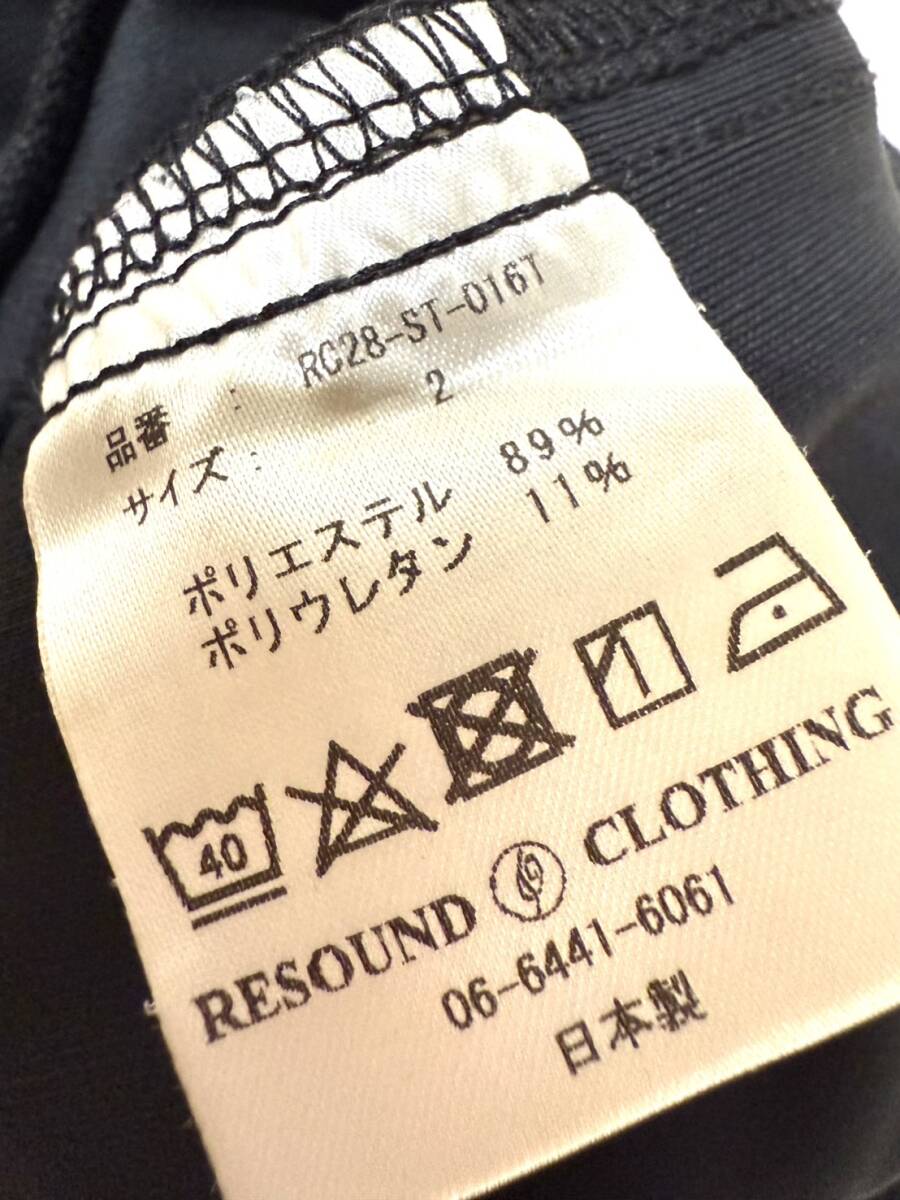 品番 : RC28-ST-016T
サイズ: 2
ポリエステル 89%
ポリウレタン 11%
40
RESOUND CLOTHING
06-6441-6061
日本製